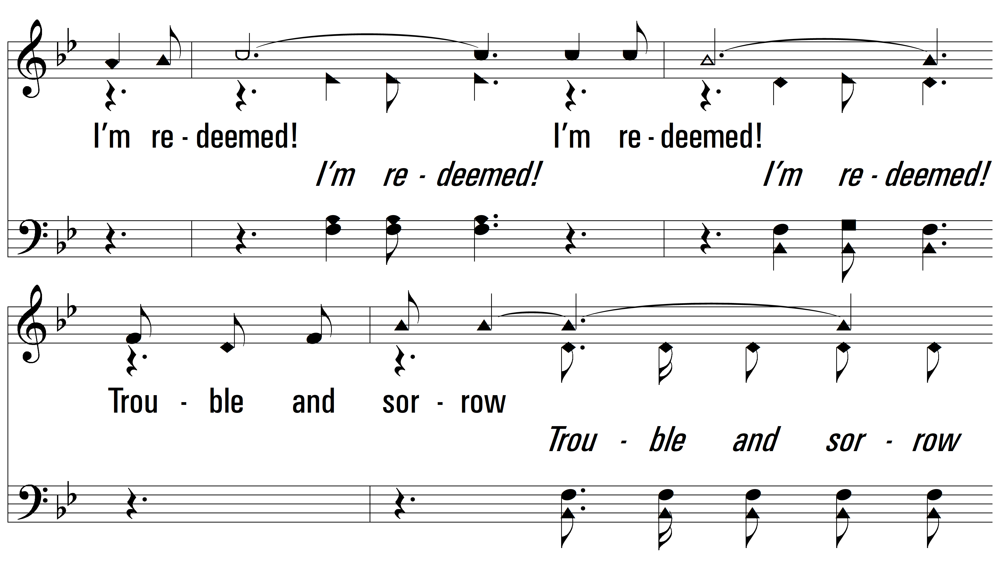 I’m re - deemed! I’m re - deemed!
I’m re - deemed! I’m re - deemed!
Trou - ble and sor - row
Trou - ble and sor - row